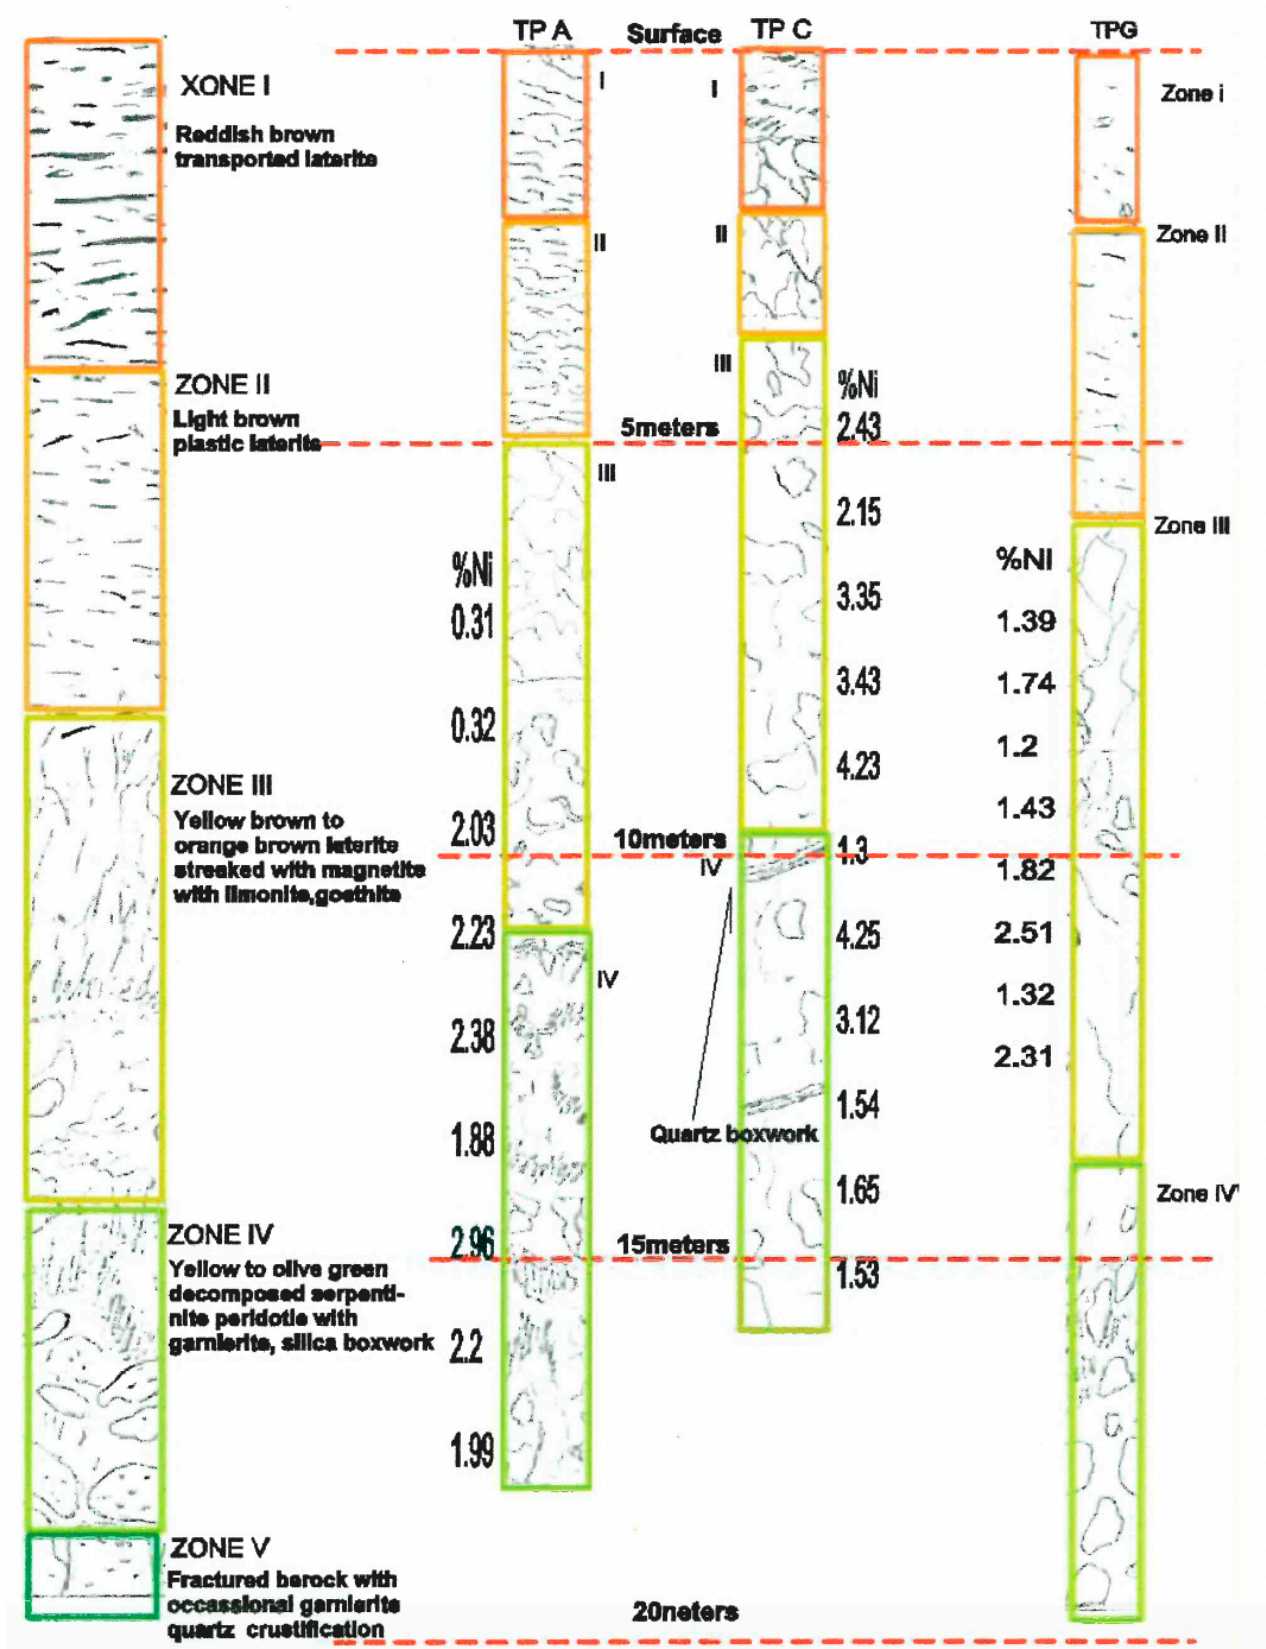 TP A
Surface
TP C
TPG
XONE I
Reddish brown
transported laterite
I
I
Zone i
II
II
Zone II
ZONE II
Light brown
plastic laterite
III
%Ni
2.43
5meters
III
2.15
Zone III
%Ni
0.31
3.35
%NI
1.39
3.43
1.74
0.32
4.23
1.2
ZONE III
Yellow brown to
orange brown laterite
streaked with magnetite
with limonite,goethite
2.03
10meters
1.3
1.43
IV
1.82
2.23
4.25
2.51
IV
3.12
1.32
2.38
2.31
1.54
Quartz boxwork
1.88
1.65
Zone IV'
ZONE IV
Yellow to olive green
decomposed serpenti-
nite peridotie with
garnierite, silica boxwork
2.96
15meters
1.53
2.2
1.99
ZONE V
Fractured berock with
occassional garnierite
quartz crustification
20neters